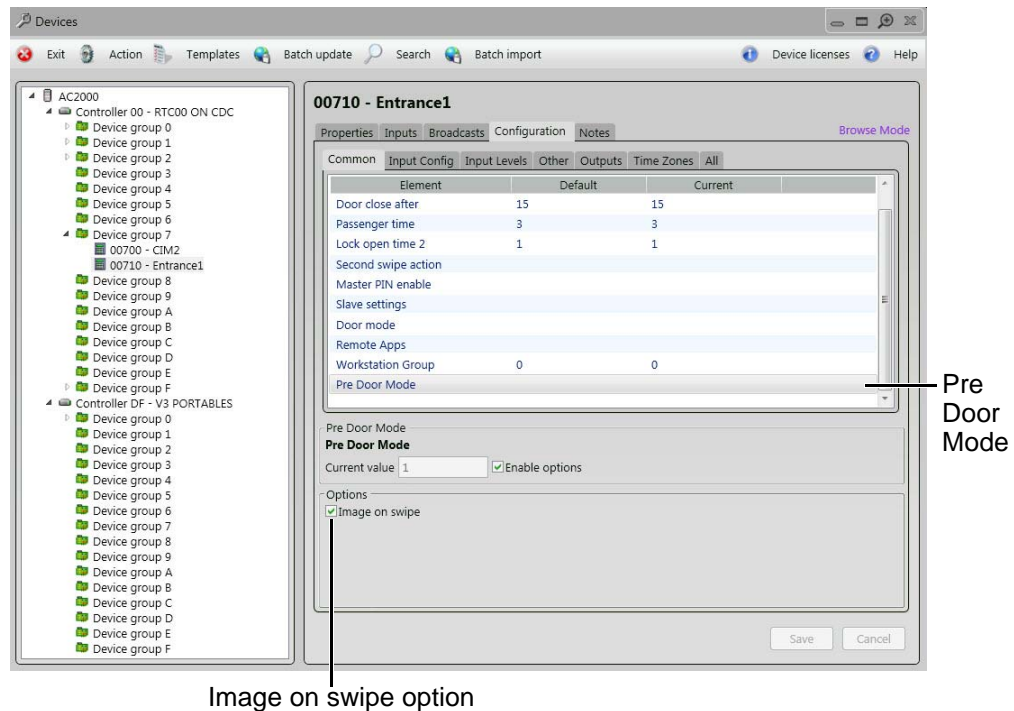 Devices
Exit Action Templates Batch update Search Batch import Device licenses Help
AC2000
Controller 00 - RTC00 ON CDC
Device group 0
Device group 1
Device group 2
Device group 3
Device group 4
Device group 5
Device group 6
Device group 7
00700 - CIM2
00710 - Entrance1
Device group 8
Device group 9
Device group A
Device group B
Device group C
Device group D
Device group E
Device group F
Controller DF - V3 PORTABLES
Device group 0
Device group 1
Device group 2
Device group 3
Device group 4
Device group 5
Device group 6
Device group 7
Device group 8
Device group 9
Device group A
Device group B
Device group C
Device group D
Device group E
Device group F
00710 - Entrance1
Properties Inputs Broadcasts Configuration Notes Browse Mode
Common Input Config Input Levels Other Outputs Time Zones All
Element Default Current
Door close after 15 15
Passenger time 3 3
Lock open time 2 1 1
Second swipe action
Master PIN enable
Slave settings
Door mode
Remote Apps
Workstation Group 0 0
Pre Door Mode
Pre Door Mode
Pre Door Mode
Current value 1 Enable options
Options
Image on swipe
Save Cancel
Pre
Door
Mode
Image on swipe option